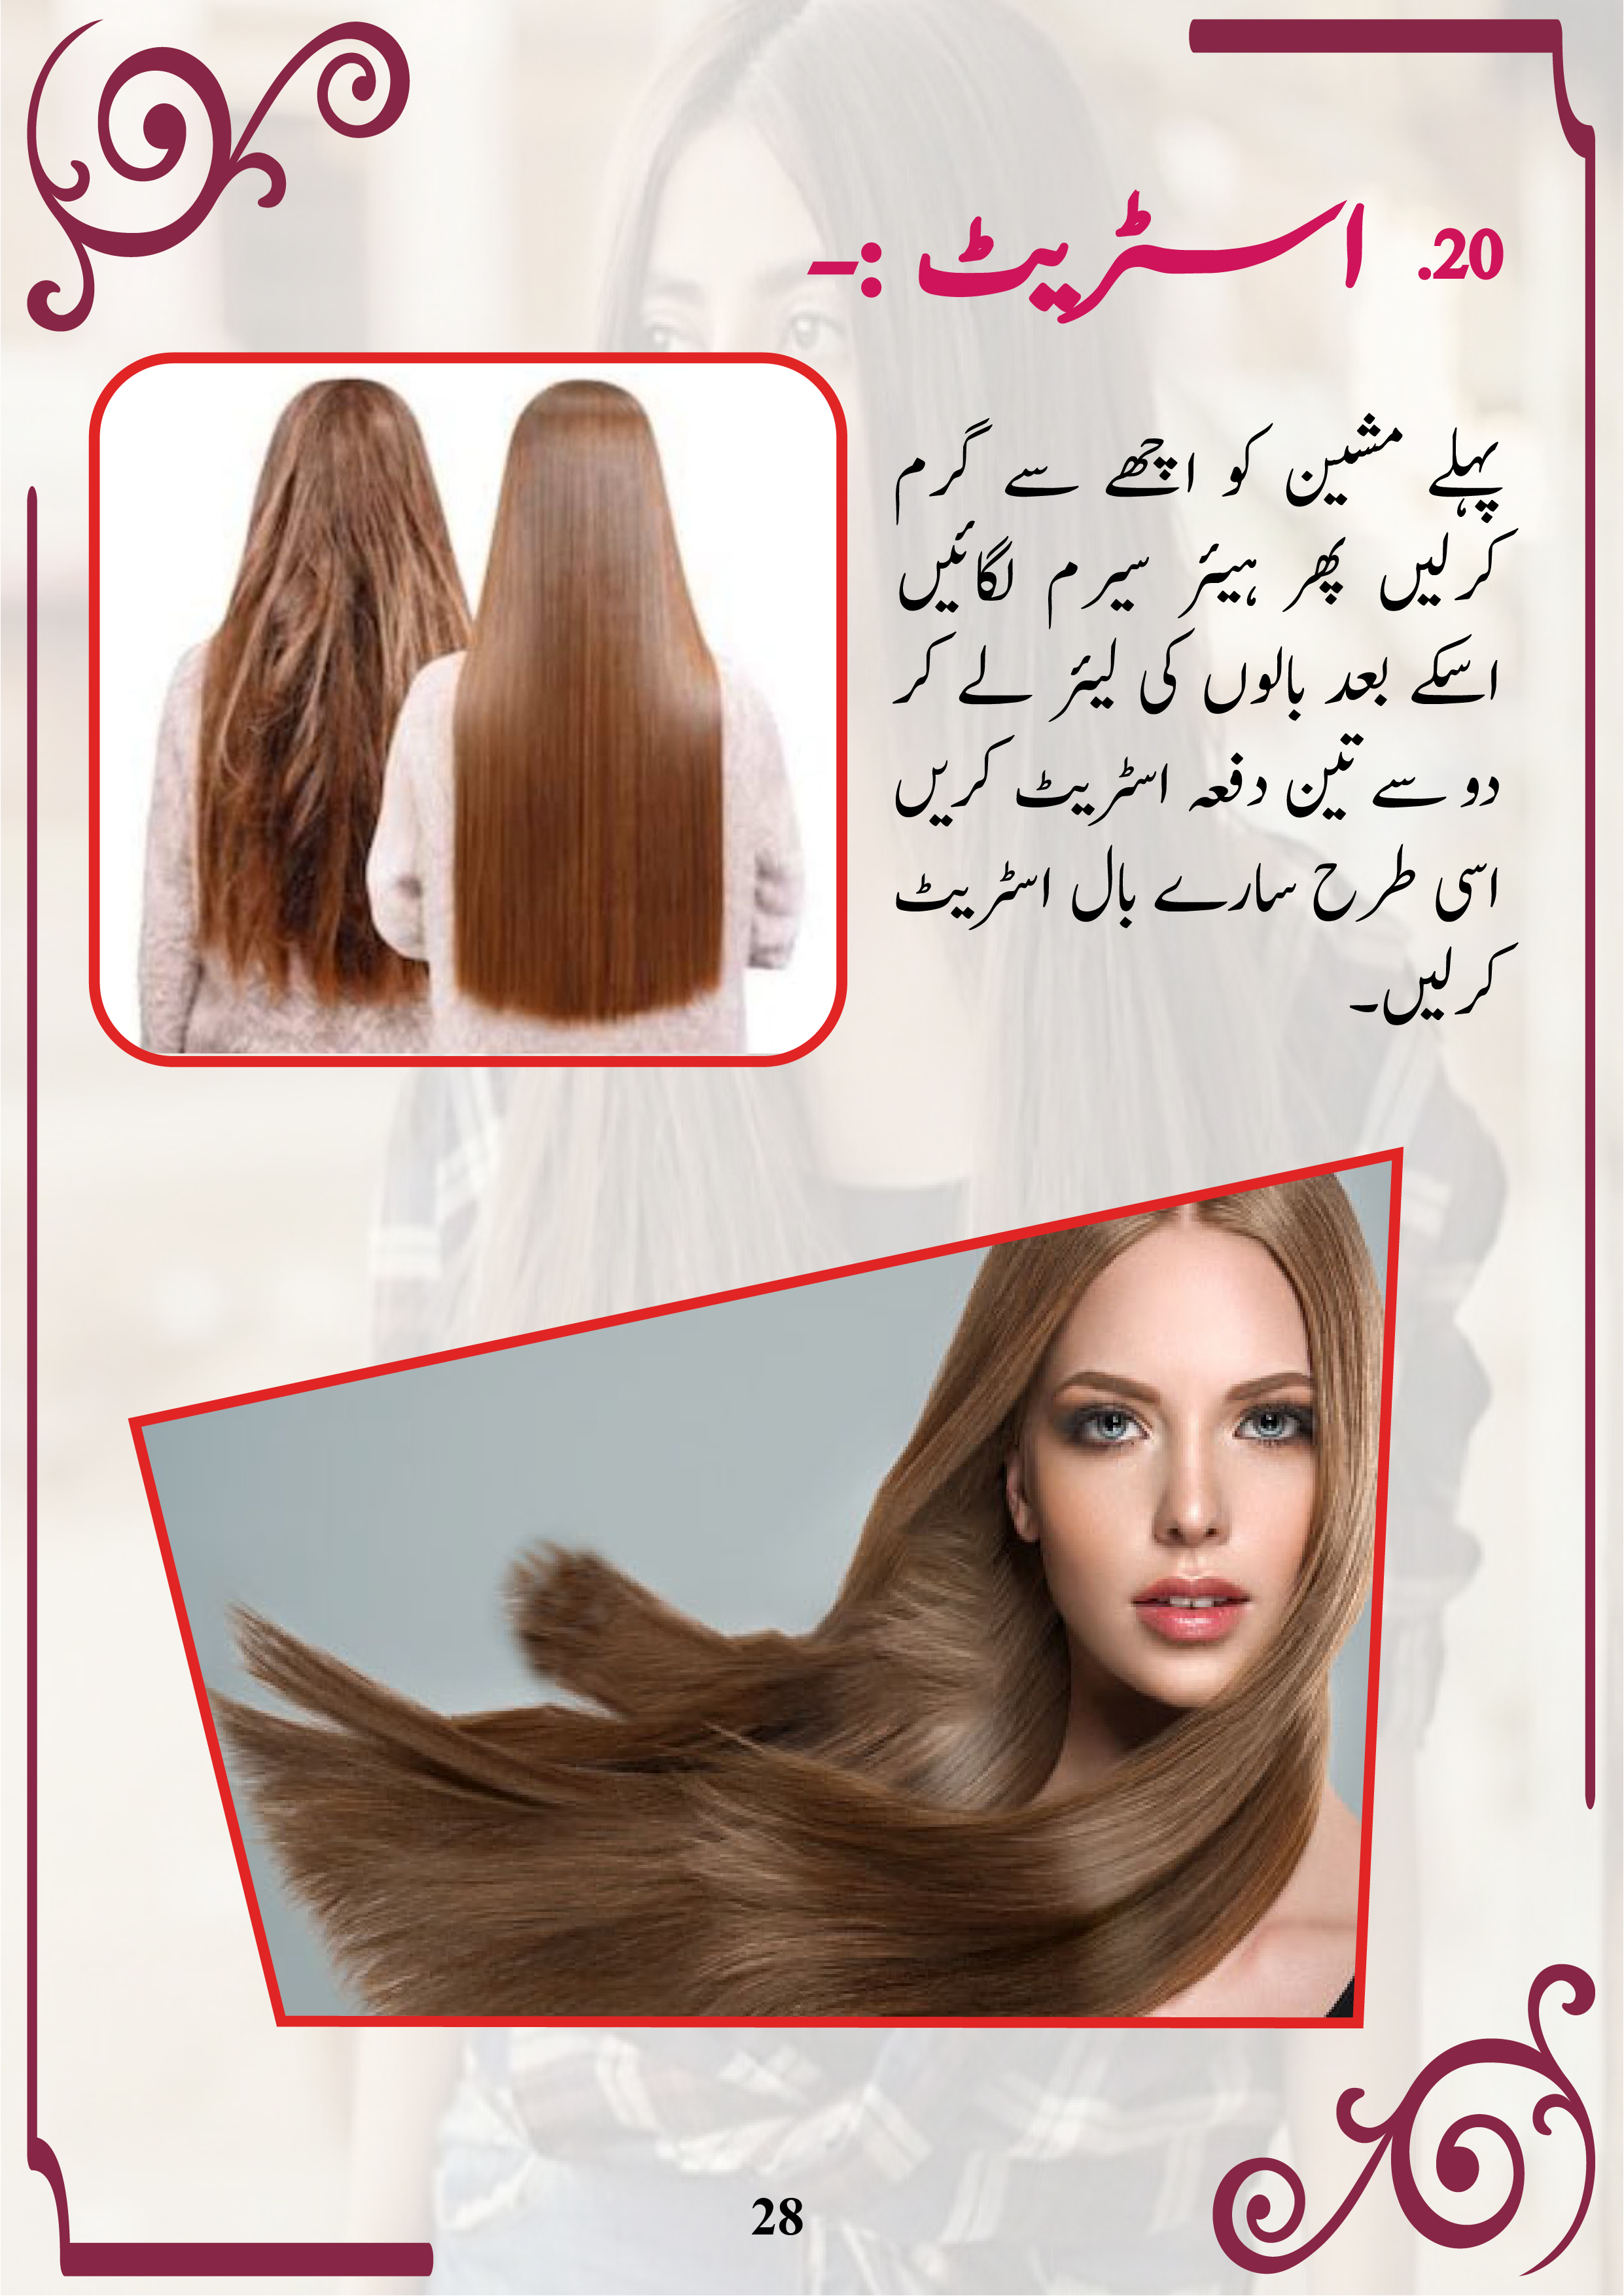 20. اسٹریٹ :-
پہلے مشین کو اچھے سے گرم
کرلیں پھر ہیئر سیرم لگائیں
اسکے بعد بالوں کی لیئر لے کر
دو سے تین دفعہ اسٹریٹ کریں
اسی طرح سارے بال اسٹریٹ
کرلیں۔
28